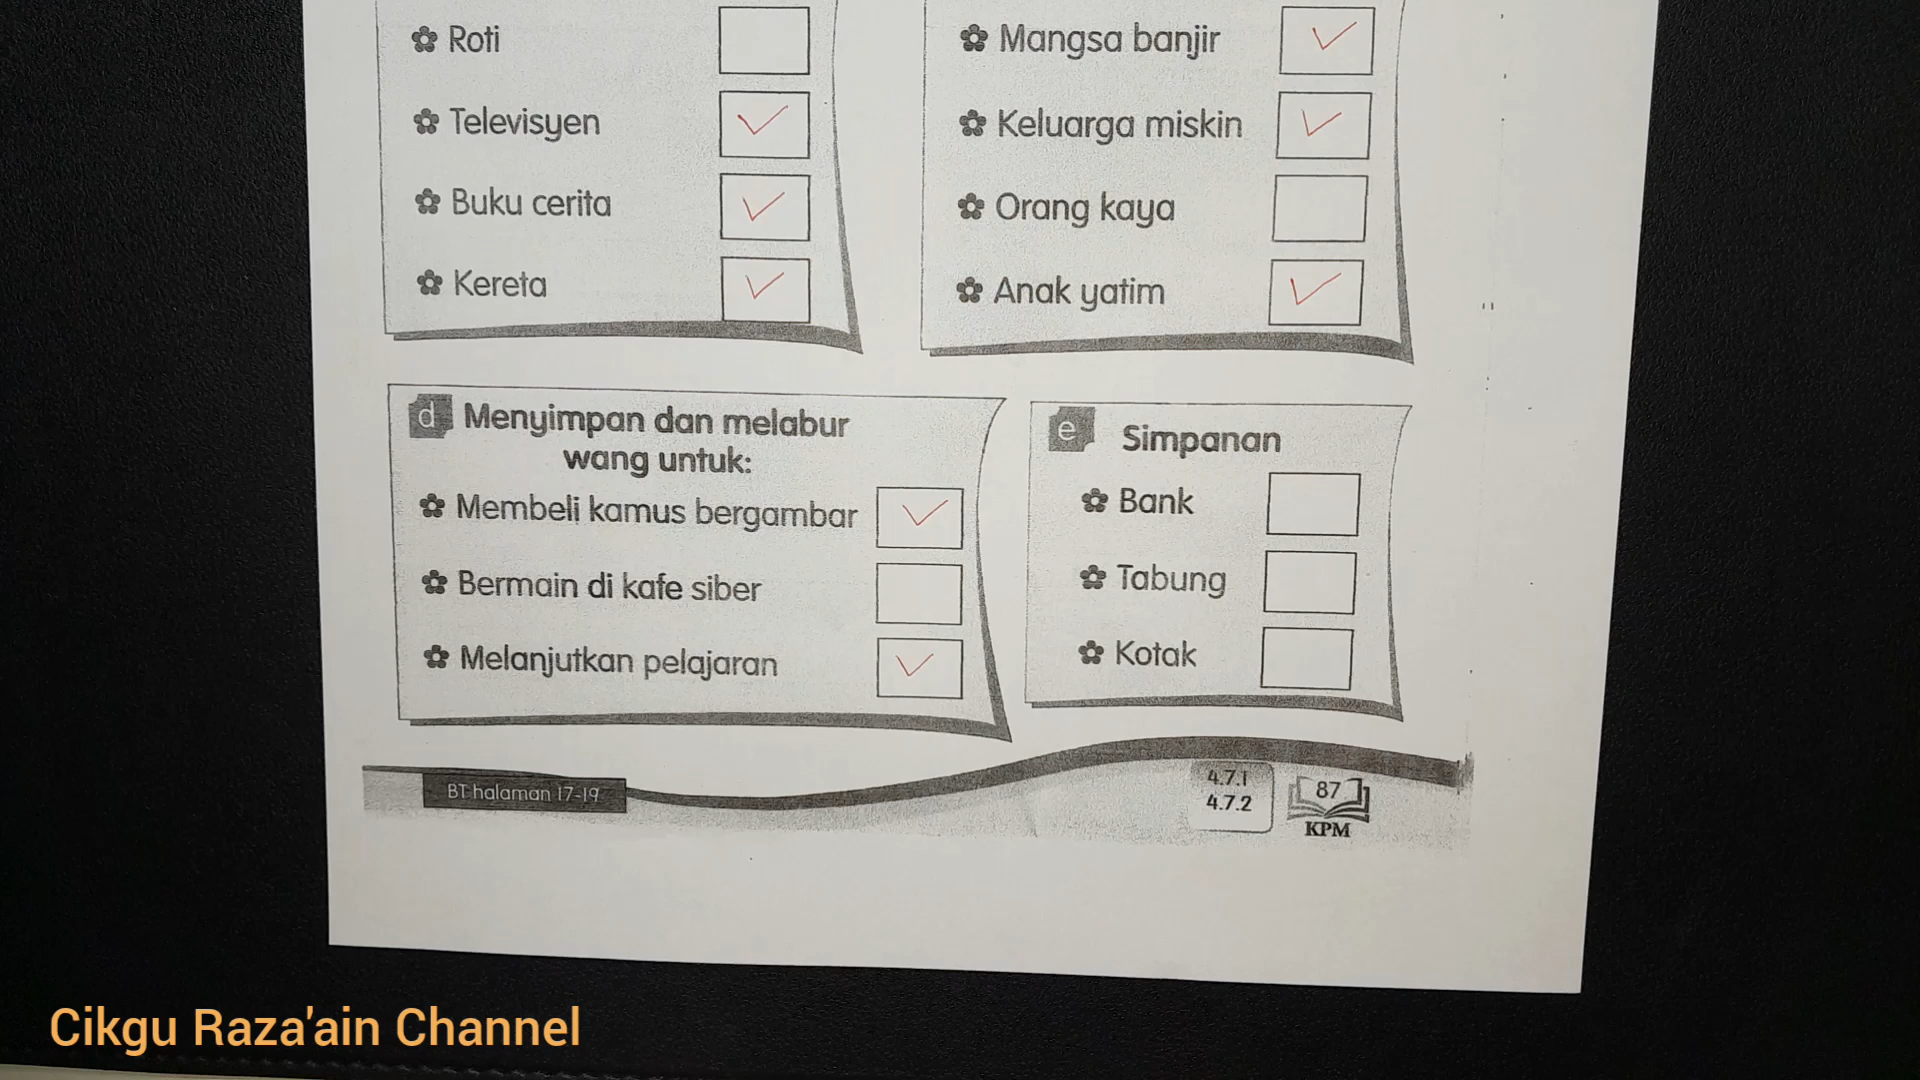 Roti
Televisyen
Buku cerita
Kereta
Mangsa banjir
Keluarga miskin
Orang kaya
Anak yatim
d Menyimpan dan melabur
wang untuk:
Membeli kamus bergambar
Bermain di kafe siber
Melanjutkan pelajaran
e Simpanan
Bank
Tabung
Kotak
BT halaman 17-19
4.7.1
4.7.2
87
KPM
Cikgu Raza'ain Channel